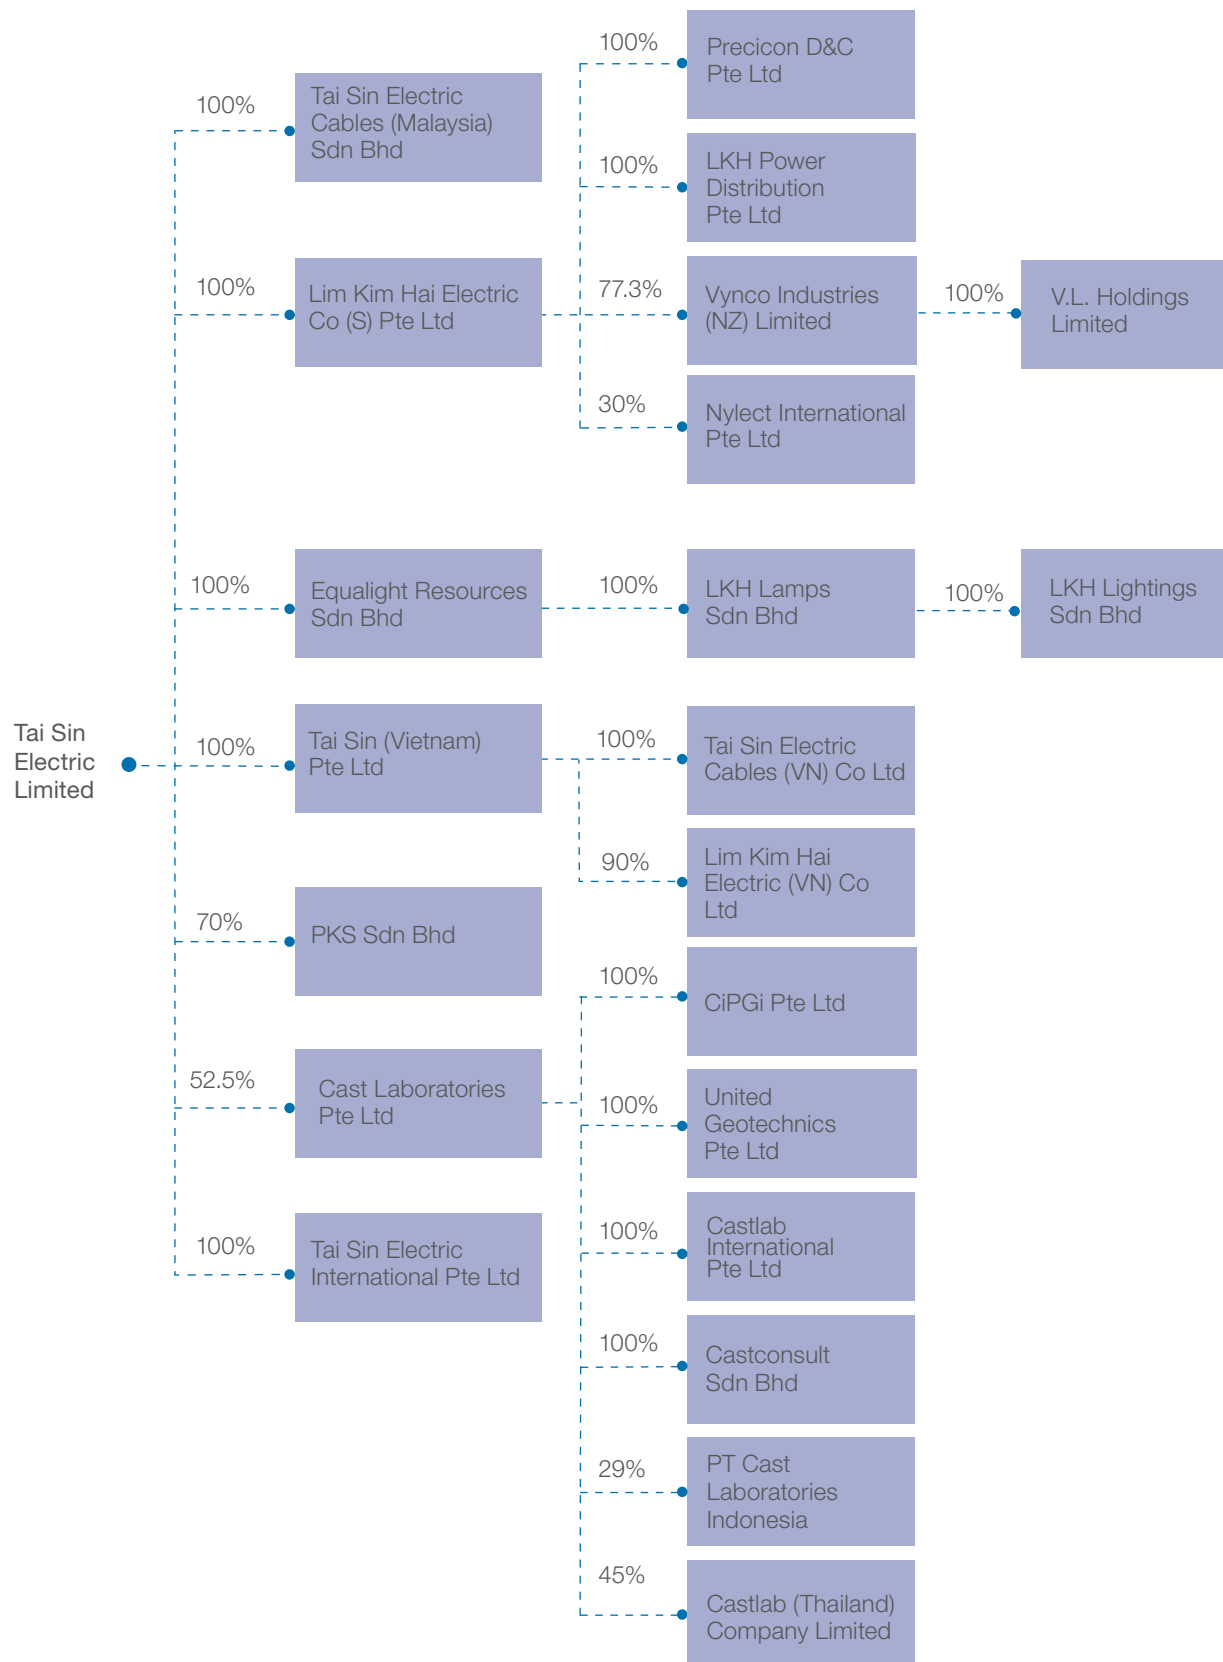 Tai Sin
Electric
Limited
100%
Tai Sin Electric
Cables (Malaysia)
Sdn Bhd
100%
Lim Kim Hai Electric
Co (S) Pte Ltd
100%
Precicon D&C
Pte Ltd
100%
LKH Power
Distribution
Pte Ltd
77.3%
Vynco Industries
(NZ) Limited
100%
V.L. Holdings
Limited
30%
Nylect International
Pte Ltd
100%
Equalight Resources
Sdn Bhd
100%
LKH Lamps
Sdn Bhd
100%
LKH Lightings
Sdn Bhd
100%
Tai Sin (Vietnam)
Pte Ltd
100%
Tai Sin Electric
Cables (VN) Co Ltd
90%
Lim Kim Hai
Electric (VN) Co
Ltd
70%
PKS Sdn Bhd
52.5%
Cast Laboratories
Pte Ltd
100%
CiPGi Pte Ltd
100%
United
Geotechnics
Pte Ltd
100%
Castlab
International
Pte Ltd
100%
Castconsult
Sdn Bhd
29%
PT Cast
Laboratories
Indonesia
45%
Castlab (Thailand)
Company Limited
100%
Tai Sin Electric
International Pte Ltd